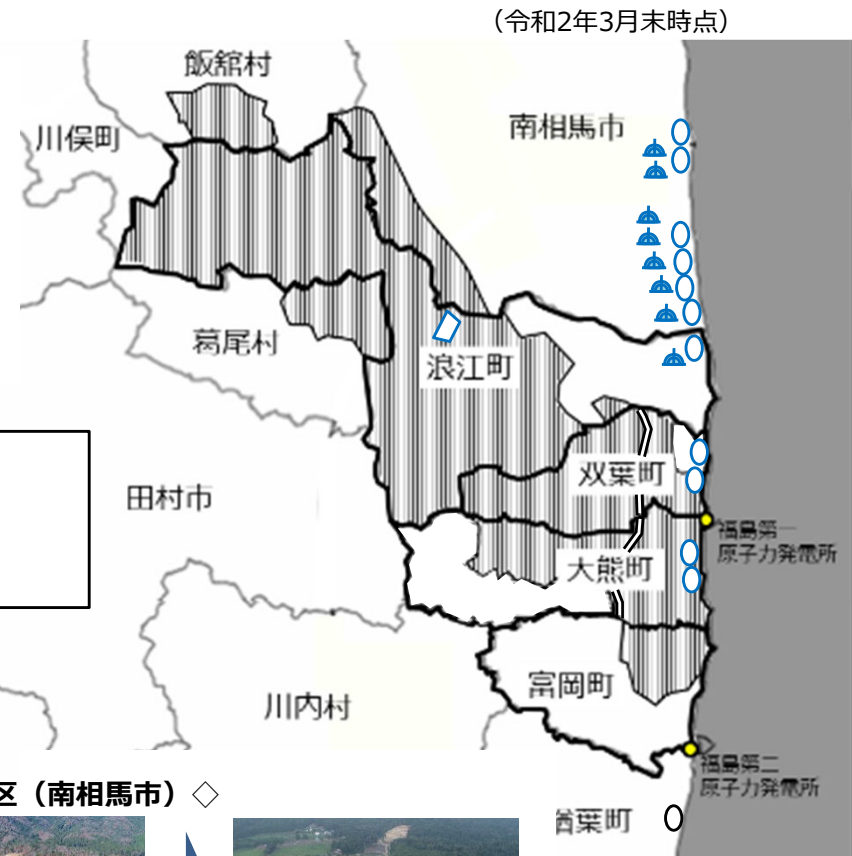 （令和2年3月末時点）
飯舘村
川俣町
南相馬市
葛尾村
浪江町
双葉町
田村市
福島第一
原子力発電所
大熊町
富岡町
川内村
福島第二
原子力発電所
区（南相馬市）◇
楢葉町